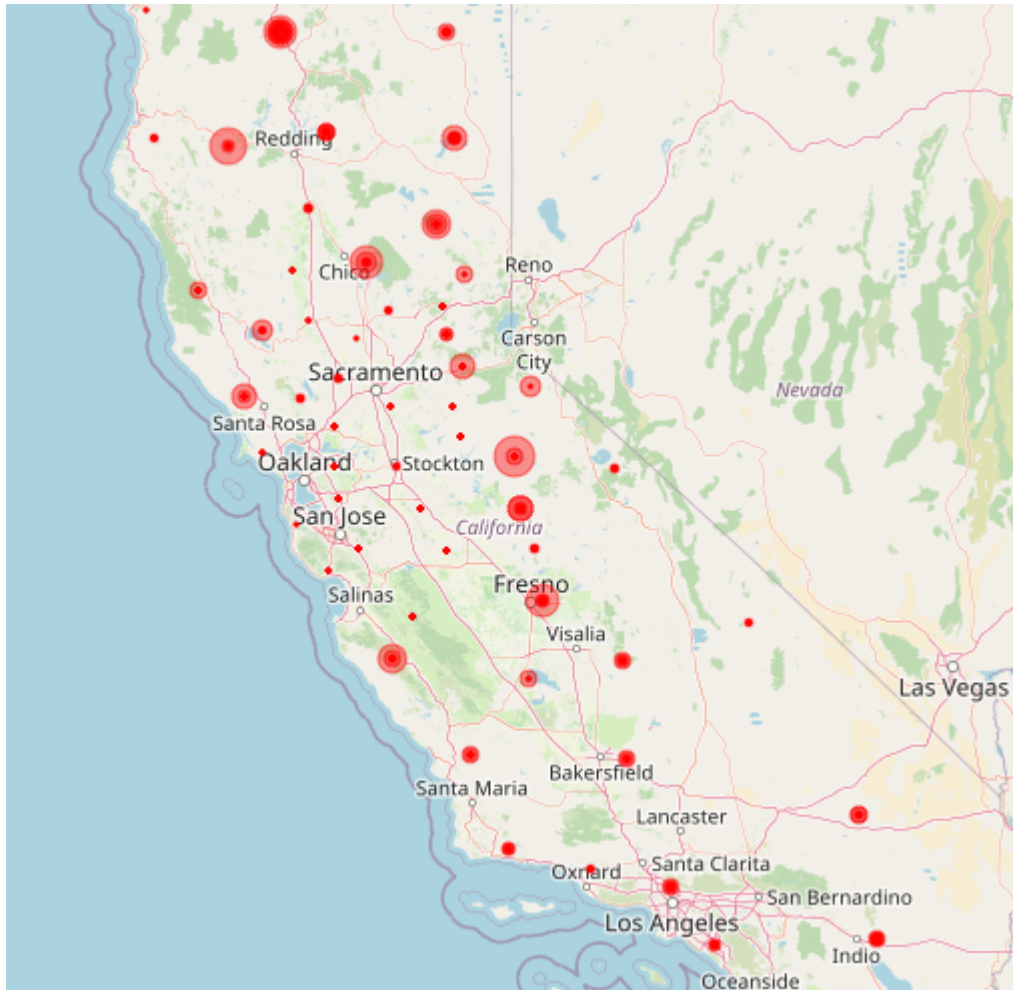 Redding
Chico
Reno
Carson
City
Sacramento
Nevada
Santa Rosa
Oakland
Stockton
San Jose
California
Fresno
Salinas
Visalia
Las Vegas
Bakersfield
Santa Maria
Lancaster
Santa Clarita
Oxnard
San Bernardino
Los Angeles
Indio
Oceanside